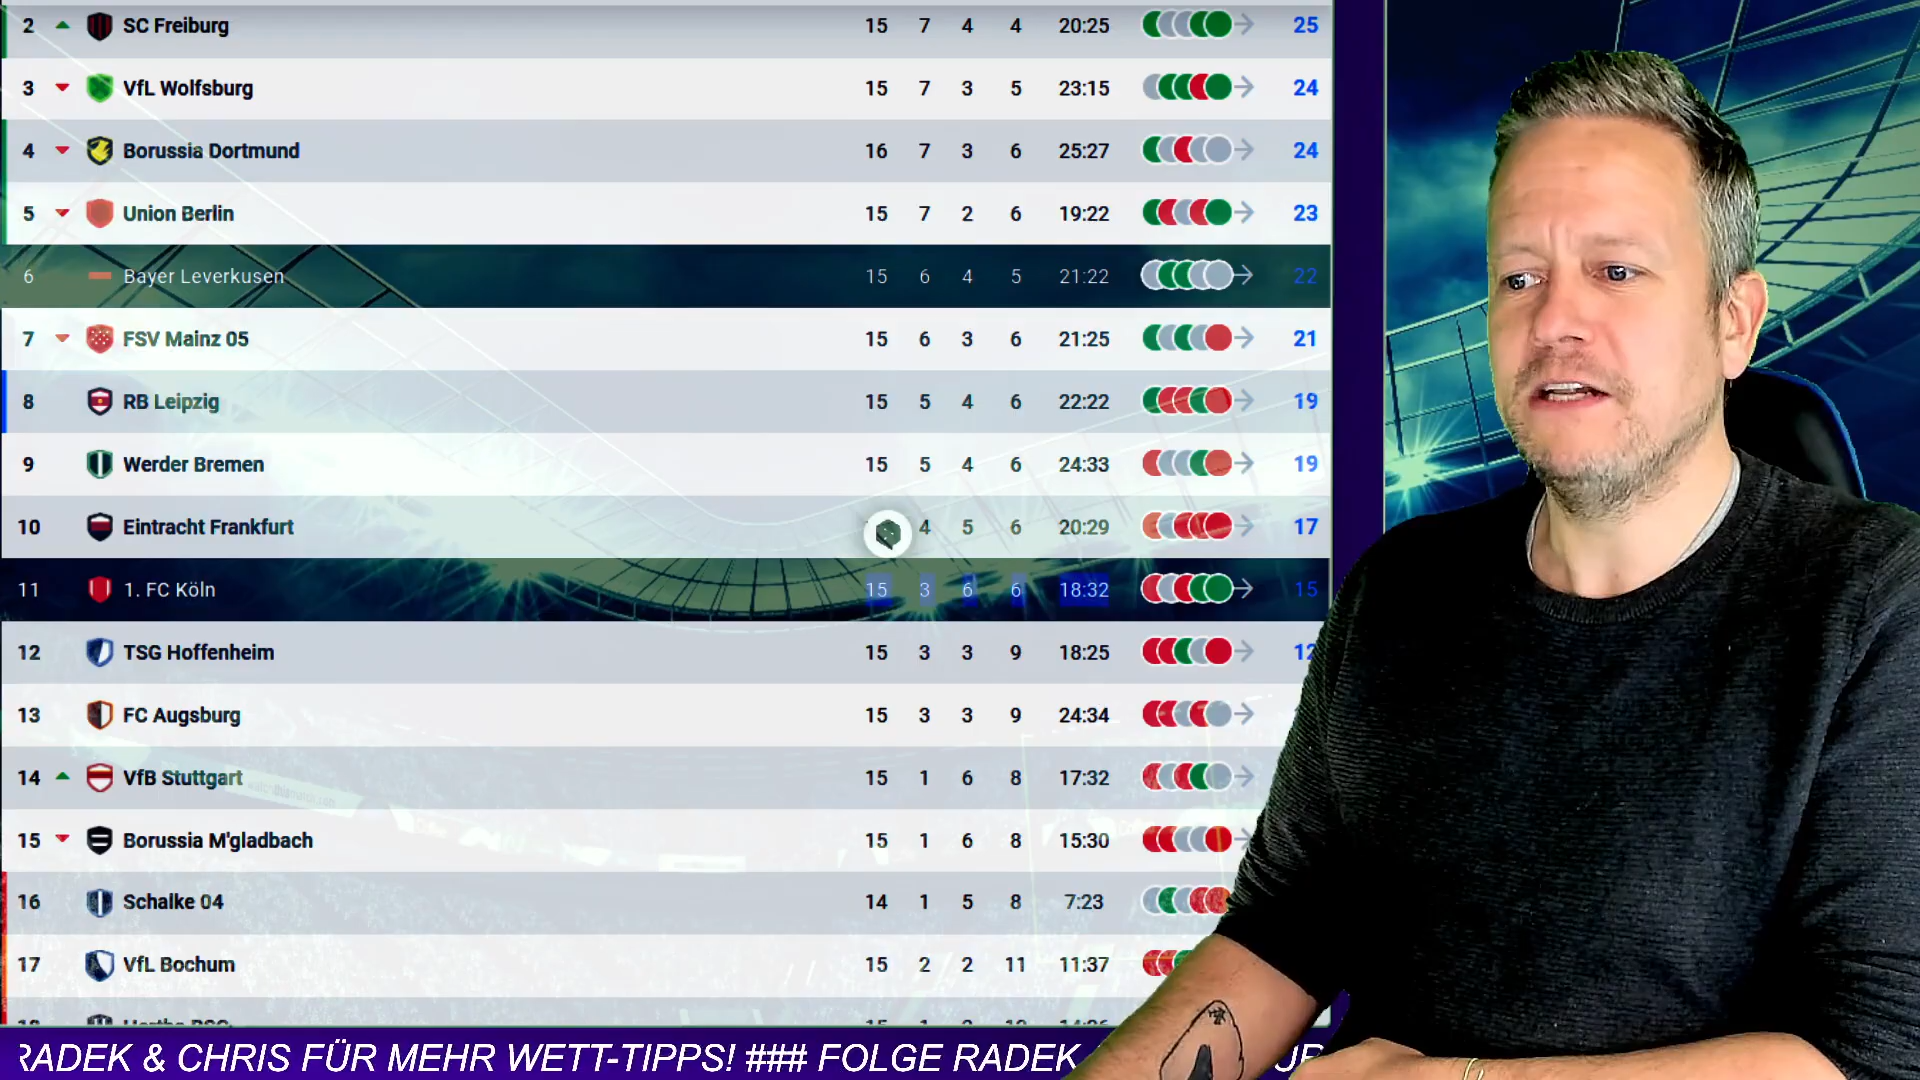 2 SC Freiburg 15 7 4 4 20:25 25
3 VfL Wolfsburg 15 7 3 5 23:15 24
4 Borussia Dortmund 16 7 3 6 25:27 24
5 Union Berlin 15 7 2 6 19:22 23
6 Bayer Leverkusen 15 6 4 5 21:22 22
7 FSV Mainz 05 15 6 3 6 21:25 21
8 RB Leipzig 15 5 4 6 22:22 19
9 Werder Bremen 15 5 4 6 24:33 19
10 Eintracht Frankfurt 4 5 6 20:29 17
11 1. FC Köln 15 3 6 6 18:32 15
12 TSG Hoffenheim 15 3 3 9 18:25 12
13 FC Augsburg 15 3 3 9 24:34
14 VfB Stuttgart 15 1 6 8 17:32
15 Borussia M'gladbach 15 1 6 8 15:30
16 Schalke 04 14 1 5 8 7:23
17 VfL Bochum 15 2 2 11 11:37
RADEK & CHRIS FÜR MEHR WETT-TIPPS! ### FOLGE RADEK